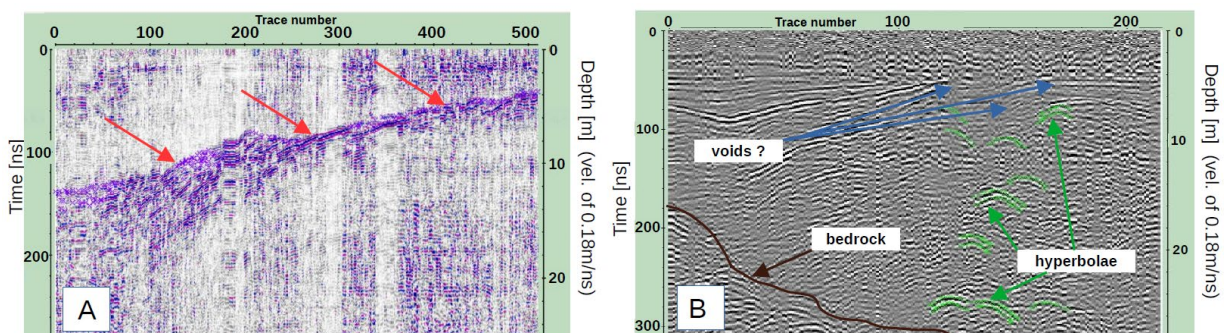 Trace number
0 100 200 300 400 500
0
100
200
Time [ns]
0
10
20
Depth [m] (vel. of 0.18m/ns)
A
0 Trace number 100 200
0
100
200
300
Time [ns]
0
10
20
Depth [m] (vel. of 0.18m/ns)
voids ?
bedrock
hyperbolae
B